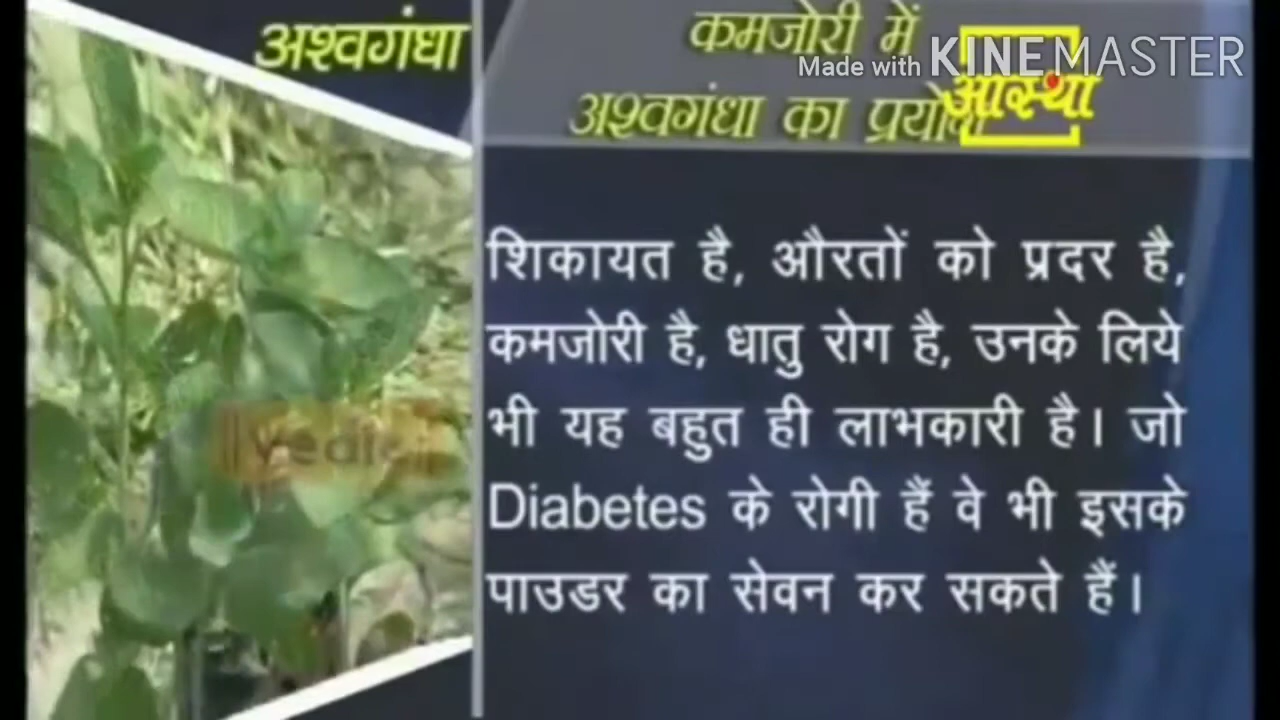 अश्वगंधा
कमजोरी में
Made with KINEMASTER
अश्वगंधा का प्रयोग
आस्था
शिकायत है, औरतों को प्रदर है,
कमजोरी है, धातु रोग है, उनके लिये
भी यह बहुत ही लाभकारी है। जो
Diabetes के रोगी हैं वे भी इसके
पाउडर का सेवन कर सकते हैं।